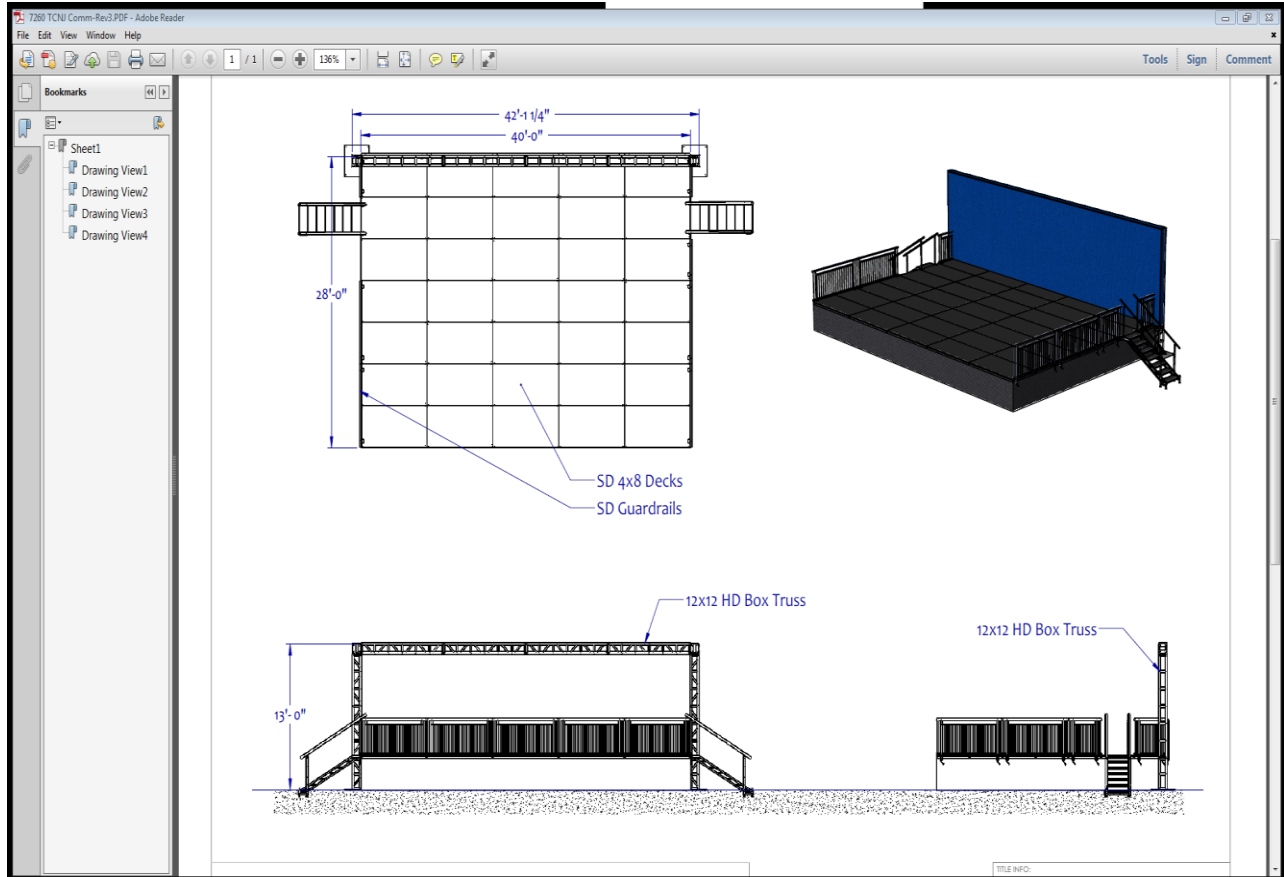 7260 TCNJ Comm-Rev3.PDF - Adobe Reader
File Edit View Window Help
1 / 1 136% Tools Sign Comment
Bookmarks
Sheet1
Drawing View1
Drawing View2
Drawing View3
Drawing View4
42'-1 1/4"
40'-0"
28'-0"
SD 4x8 Decks
SD Guardrails
12x12 HD Box Truss
12x12 HD Box Truss
13'-0"
TITLE INFO: